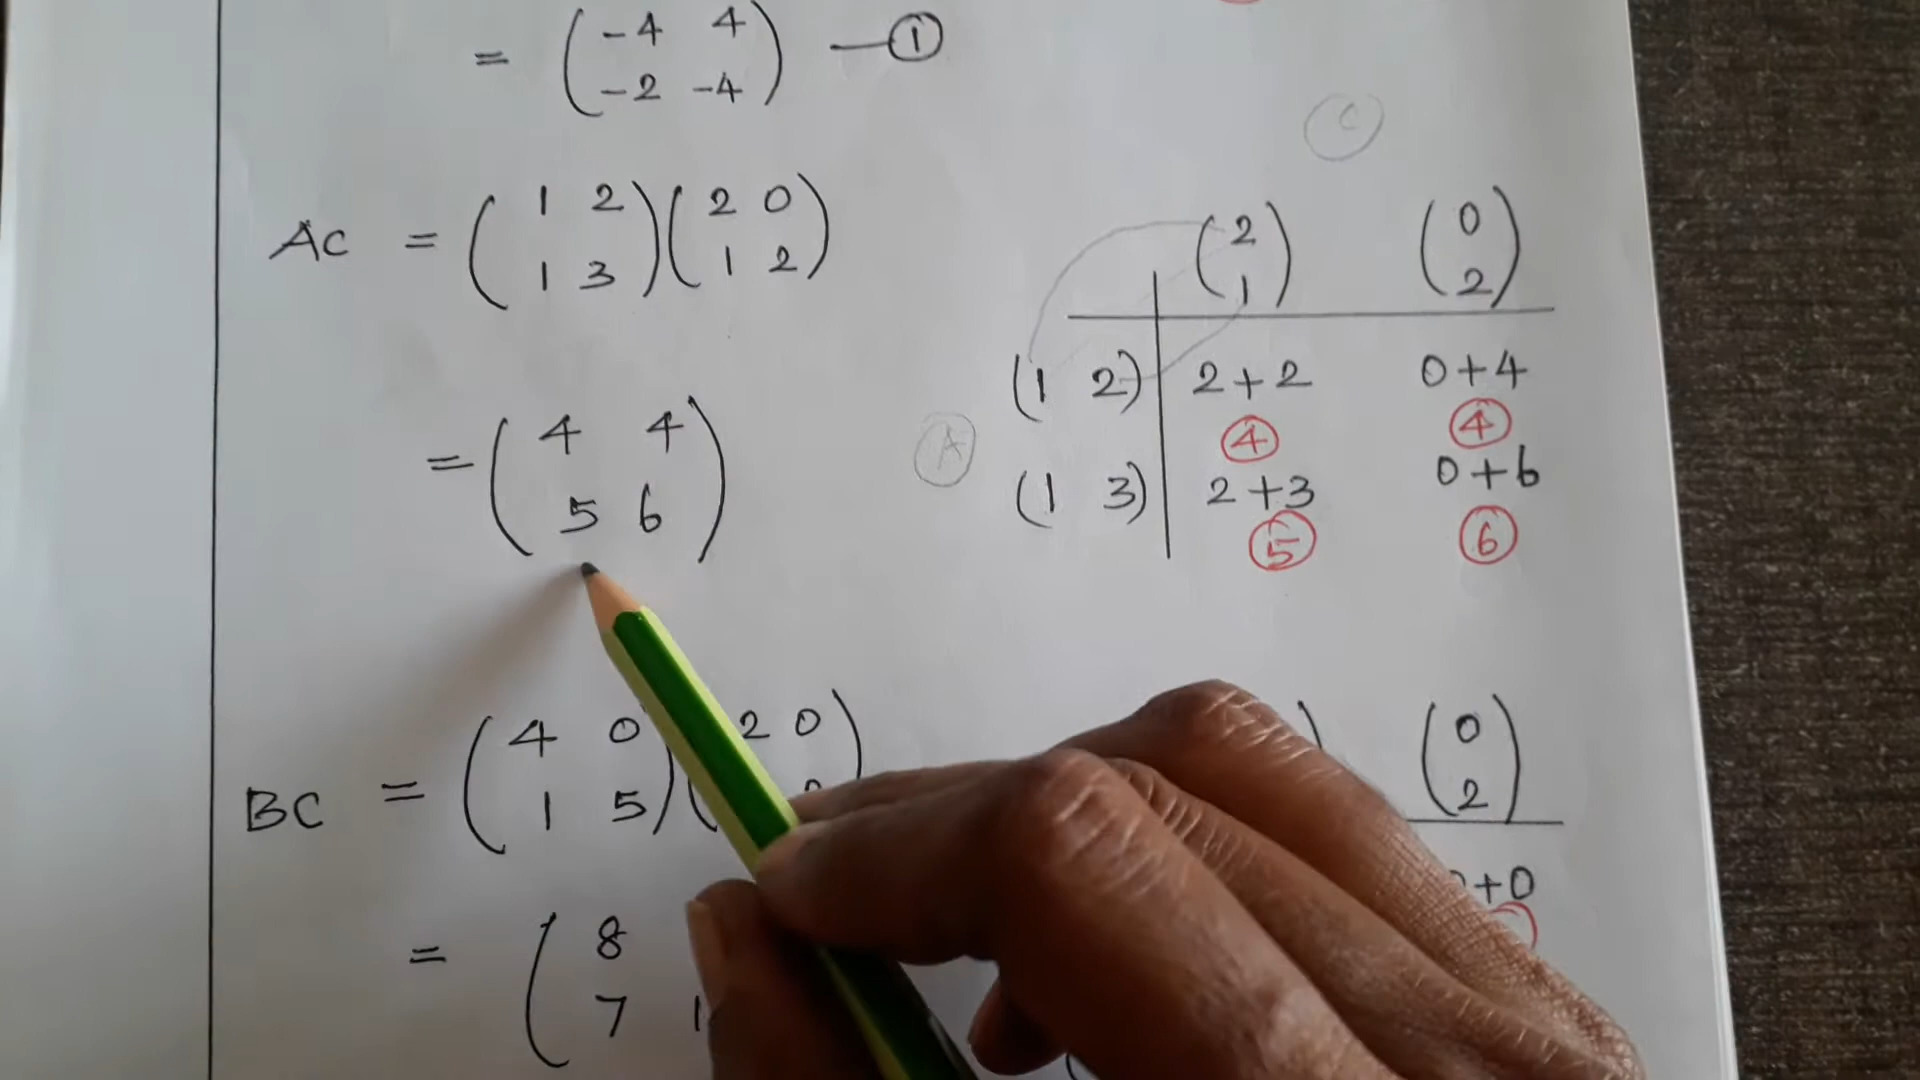 = ( -4 4 ) — ①
( -2 -4 )
C
AC = ( 1 2 ) ( 2 0 )
( 1 3 ) ( 1 2 )
( 2 ) ( 0 )
( 1 ) ( 2 )
(1 2) 2+2 0+4
④ ④
= ( 4 4 )
( 5 6 )
A
(1 3) 2+3 0+6
⑤ ⑥
BC = ( 4 0 ) 2 0 )
( 1 5 ) (
( 0 )
( 2 )
+0
= ( 8
7 1